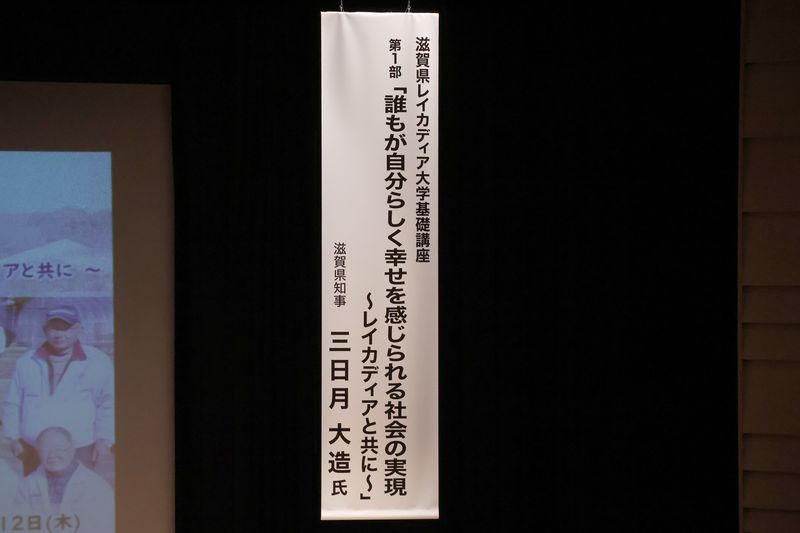 滋賀県レイカディア大学基礎講座
第1部「誰もが自分らしく幸せを感じられる社会の実現
～レイカディアと共に～」
滋賀県知事 三日月 大造 氏
アと共に ～
12日(木)